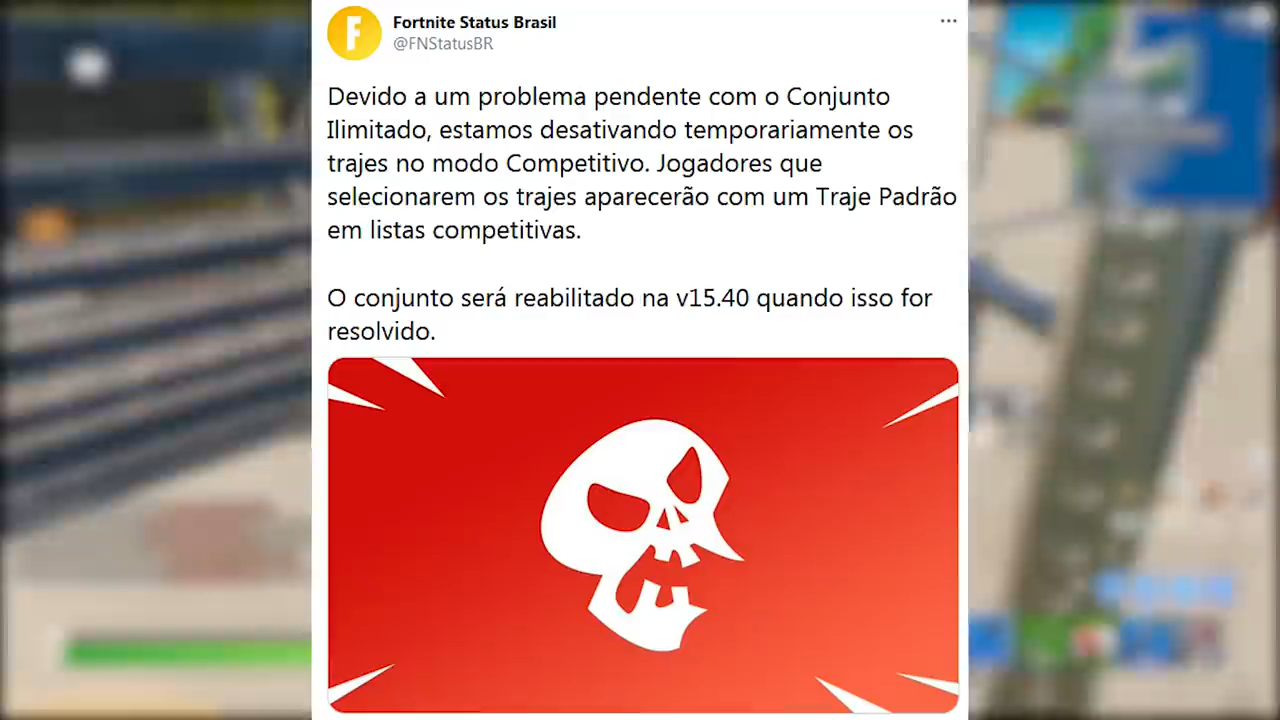 Fortnite Status Brasil
@FNStatusBR
Devido a um problema pendente com o Conjunto
Ilimitado, estamos desativando temporariamente os
trajes no modo Competitivo. Jogadores que
selecionarem os trajes aparecerão com um Traje Padrão
em listas competitivas.
O conjunto será reabilitado na v15.40 quando isso for
resolvido.